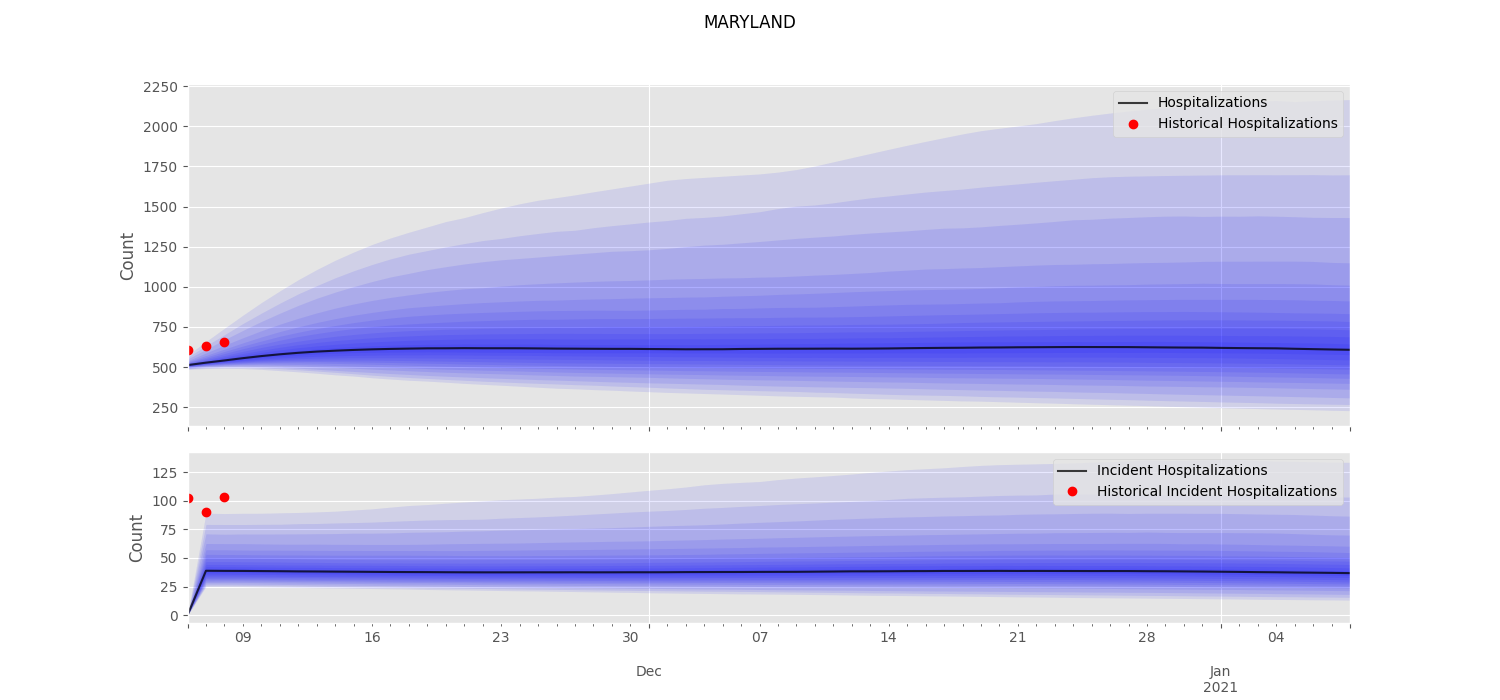 MARYLAND
2250
2000
1750
1500
1250
1000
750
500
250
Count
Hospitalizations
Historical Hospitalizations
125
100
75
50
25
0
Count
Incident Hospitalizations
Historical Incident Hospitalizations
09 16 23 30 07 14 21 28 04
Dec Jan
2021